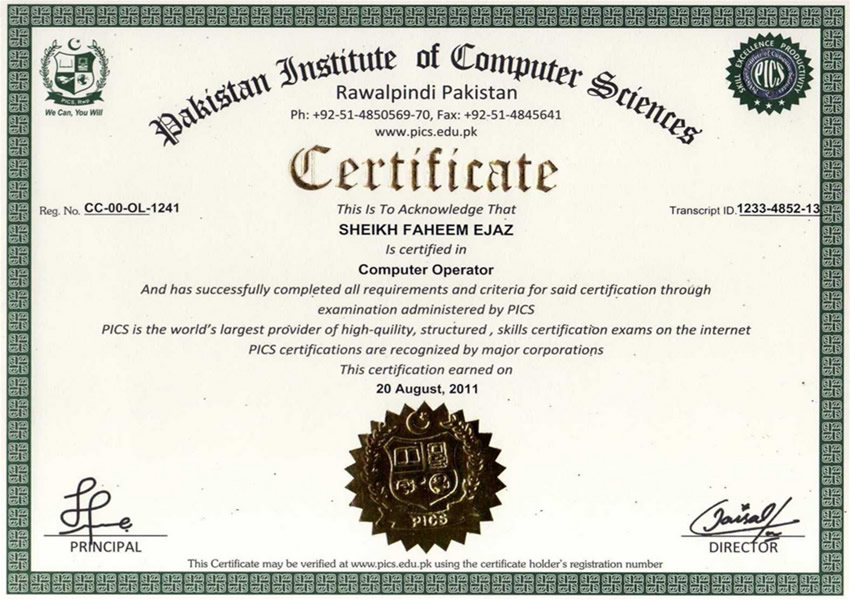 Pakistan Institute of Computer Sciences
Rawalpindi Pakistan
Ph: +92-51-4850569-70, Fax: +92-51-4845641
www.pics.edu.pk
PICS, Rwp
We Can, You Will
SKILL EXCELLENCE PRODUCTIVITY
PICS
Certificate
Reg. No. CC-00-OL-1241
This Is To Acknowledge That
Transcript ID.1233-4852-13
SHEIKH FAHEEM EJAZ
Is certified in
Computer Operator
And has successfully completed all requirements and criteria for said certification through
examination administered by PICS
PICS is the world's largest provider of high-quility, structured , skills certification exams on the internet
PICS certifications are recognized by major corporations
This certification earned on
20 August, 2011
PICS
PRINCIPAL
Faisal
DIRECTOR
This Certificate may be verified at www.pics.edu.pk using the certificate holder's registration number